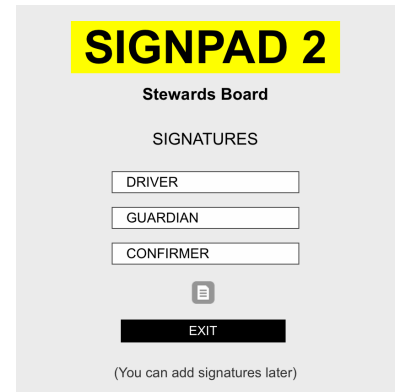 SIGNPAD 2
Stewards Board
SIGNATURES
DRIVER
GUARDIAN
CONFIRMER
EXIT
(You can add signatures later)